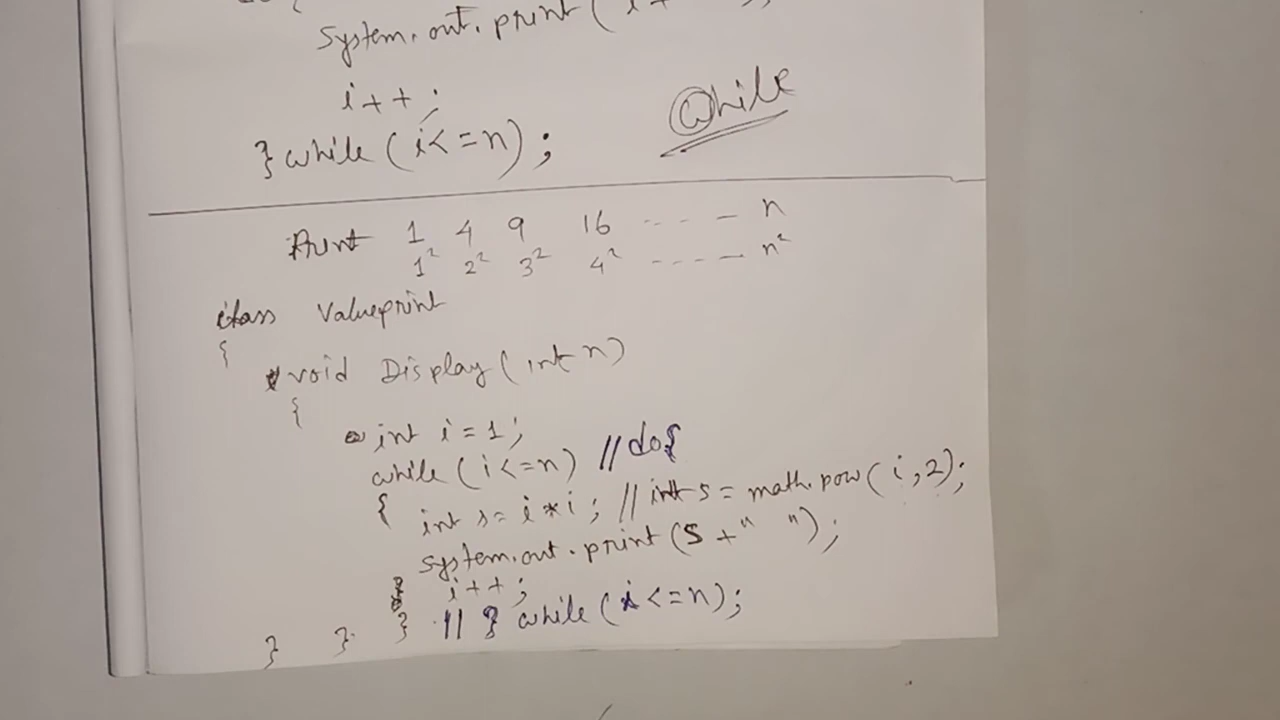 System.out.print(i+
i++;
} while (i<=n);
While
Print 1 4 9 16 ---- — n
1² 2² 3² 4² ---- — n²
class Valueprint
{
void Display(int n)
{
int i=1;
while (i<=n) //do{
{ int s=i*i; //int s=math.pow(i,2);
System.out.print(s+" ");
i++;
} } } // } while (i<=n);